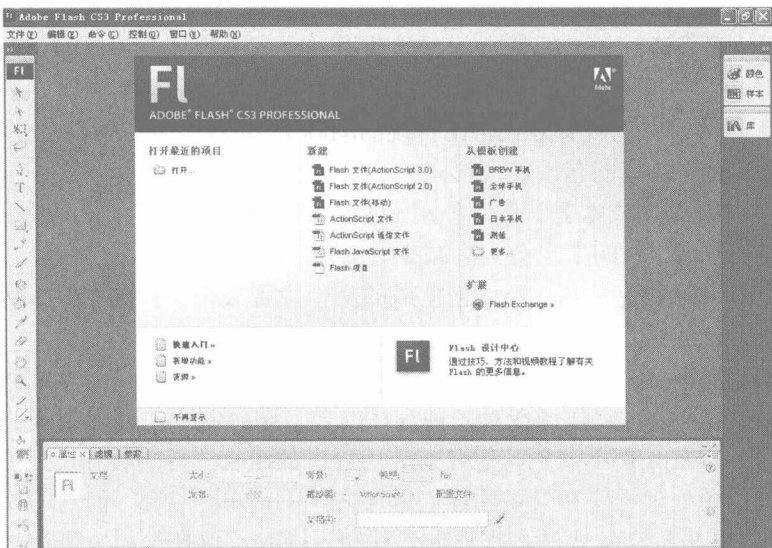 Adobe Flash CS3 Professional
文件(F) 编辑(E) 命令(C) 控制(O) 窗口(W) 帮助(H)
Fl
颜色
样本
库
Fl
Adobe
ADOBE® FLASH® CS3 PROFESSIONAL
打开最近的项目
打开...
新建
Flash 文件(ActionScript 3.0)
Flash 文件(ActionScript 2.0)
Flash 文件(移动)
ActionScript 文件
ActionScript 通信文件
Flash JavaScript 文件
Flash 项目
从模板创建
BREW 手机
全球手机
广告
日本手机
测验
更多...
扩展
Flash Exchange »
快速入门 »
新增功能 »
资源 »
Fl
Flash 设计中心
通过技巧、方法和视频教程了解有关
Flash 的更多信息。
不再显示
属性 × 滤镜 参数
Fl
文档 大小: 背景: 帧频: fps
发布: 播放器: ActionScript: 配置文件:
文档类: